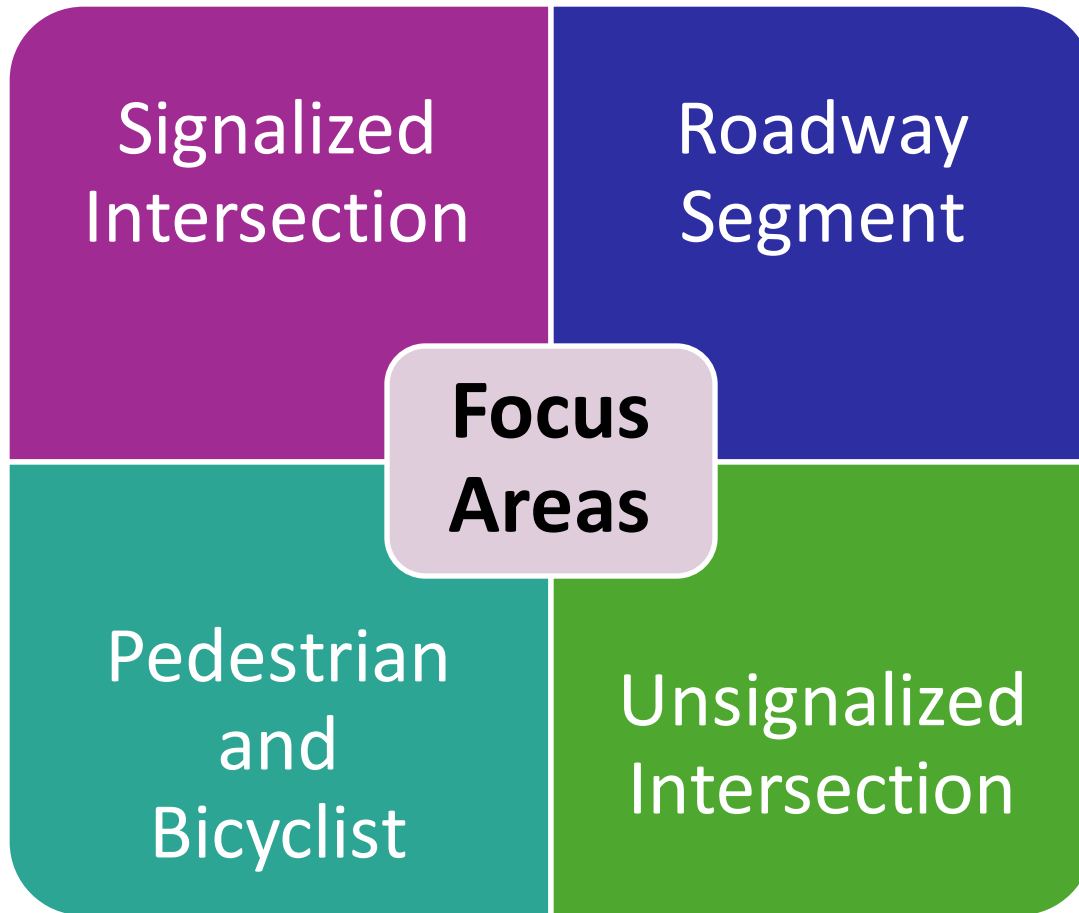 Signalized
Intersection
Roadway
Segment
Focus
Areas
Pedestrian
and
Bicyclist
Unsignalized
Intersection